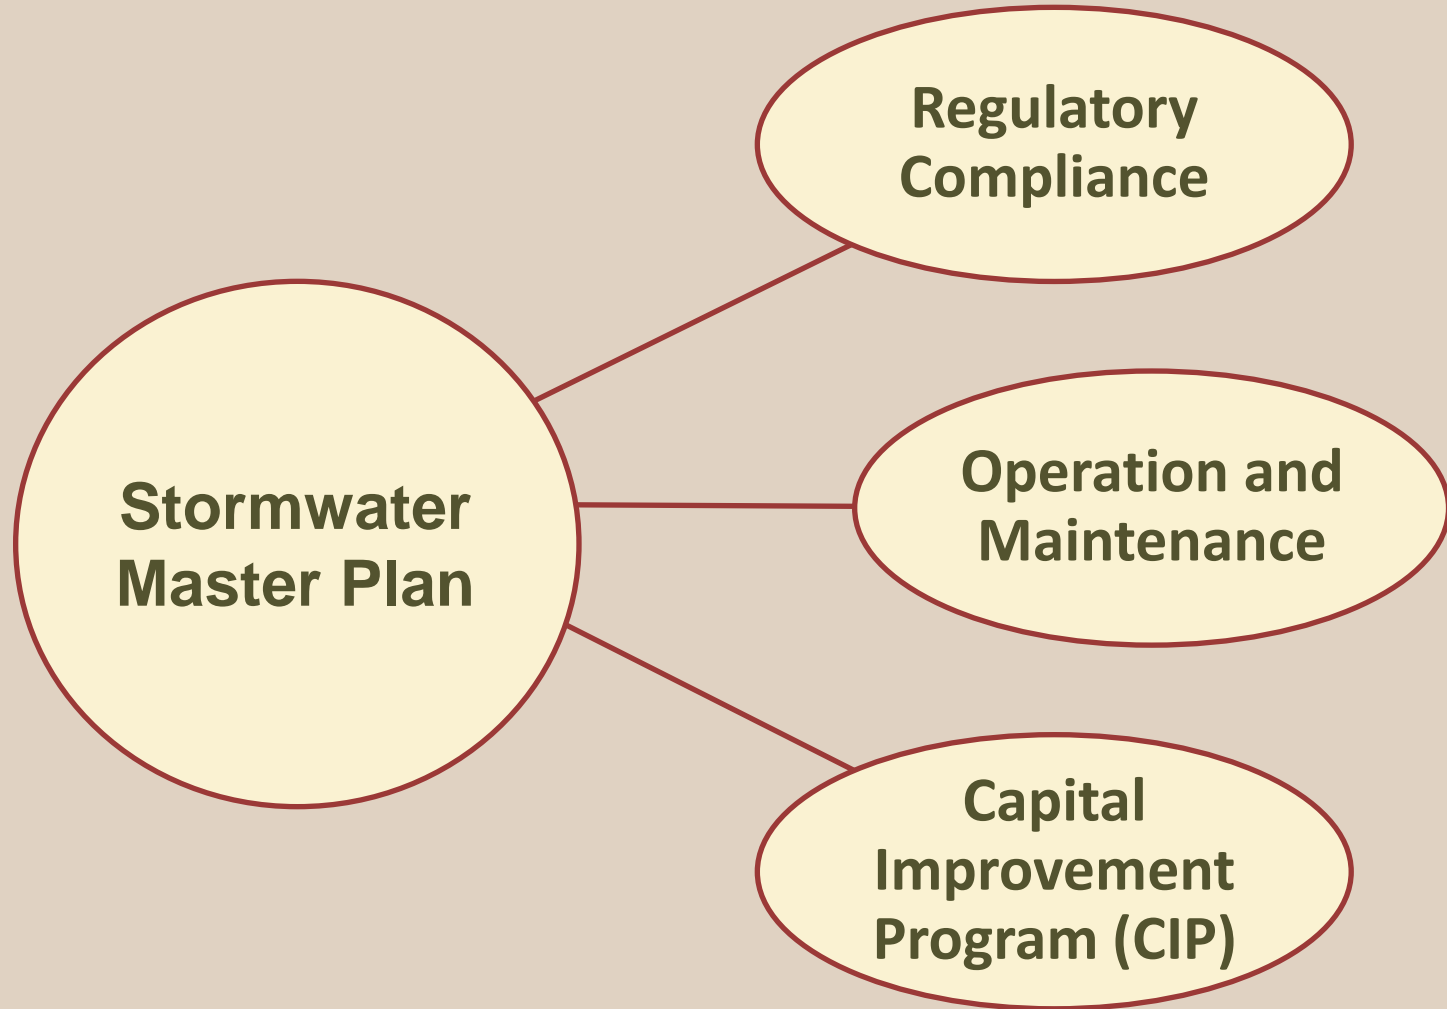 Regulatory
Compliance
Stormwater
Master Plan
Operation and
Maintenance
Capital
Improvement
Program (CIP)